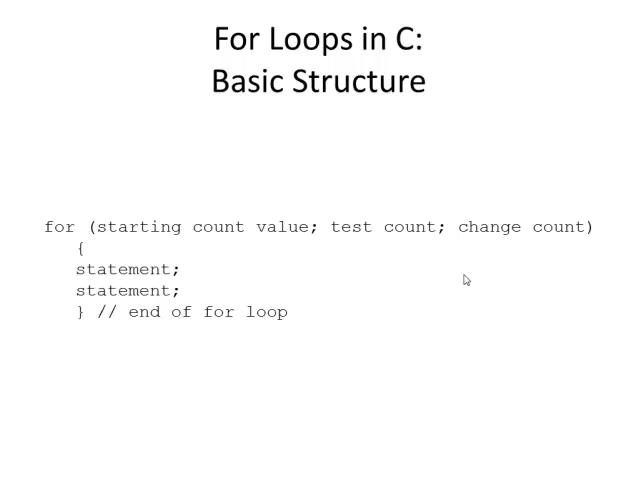 For Loops in C:
Basic Structure
for (starting count value; test count; change count)
{
statement;
statement;
} // end of for loop